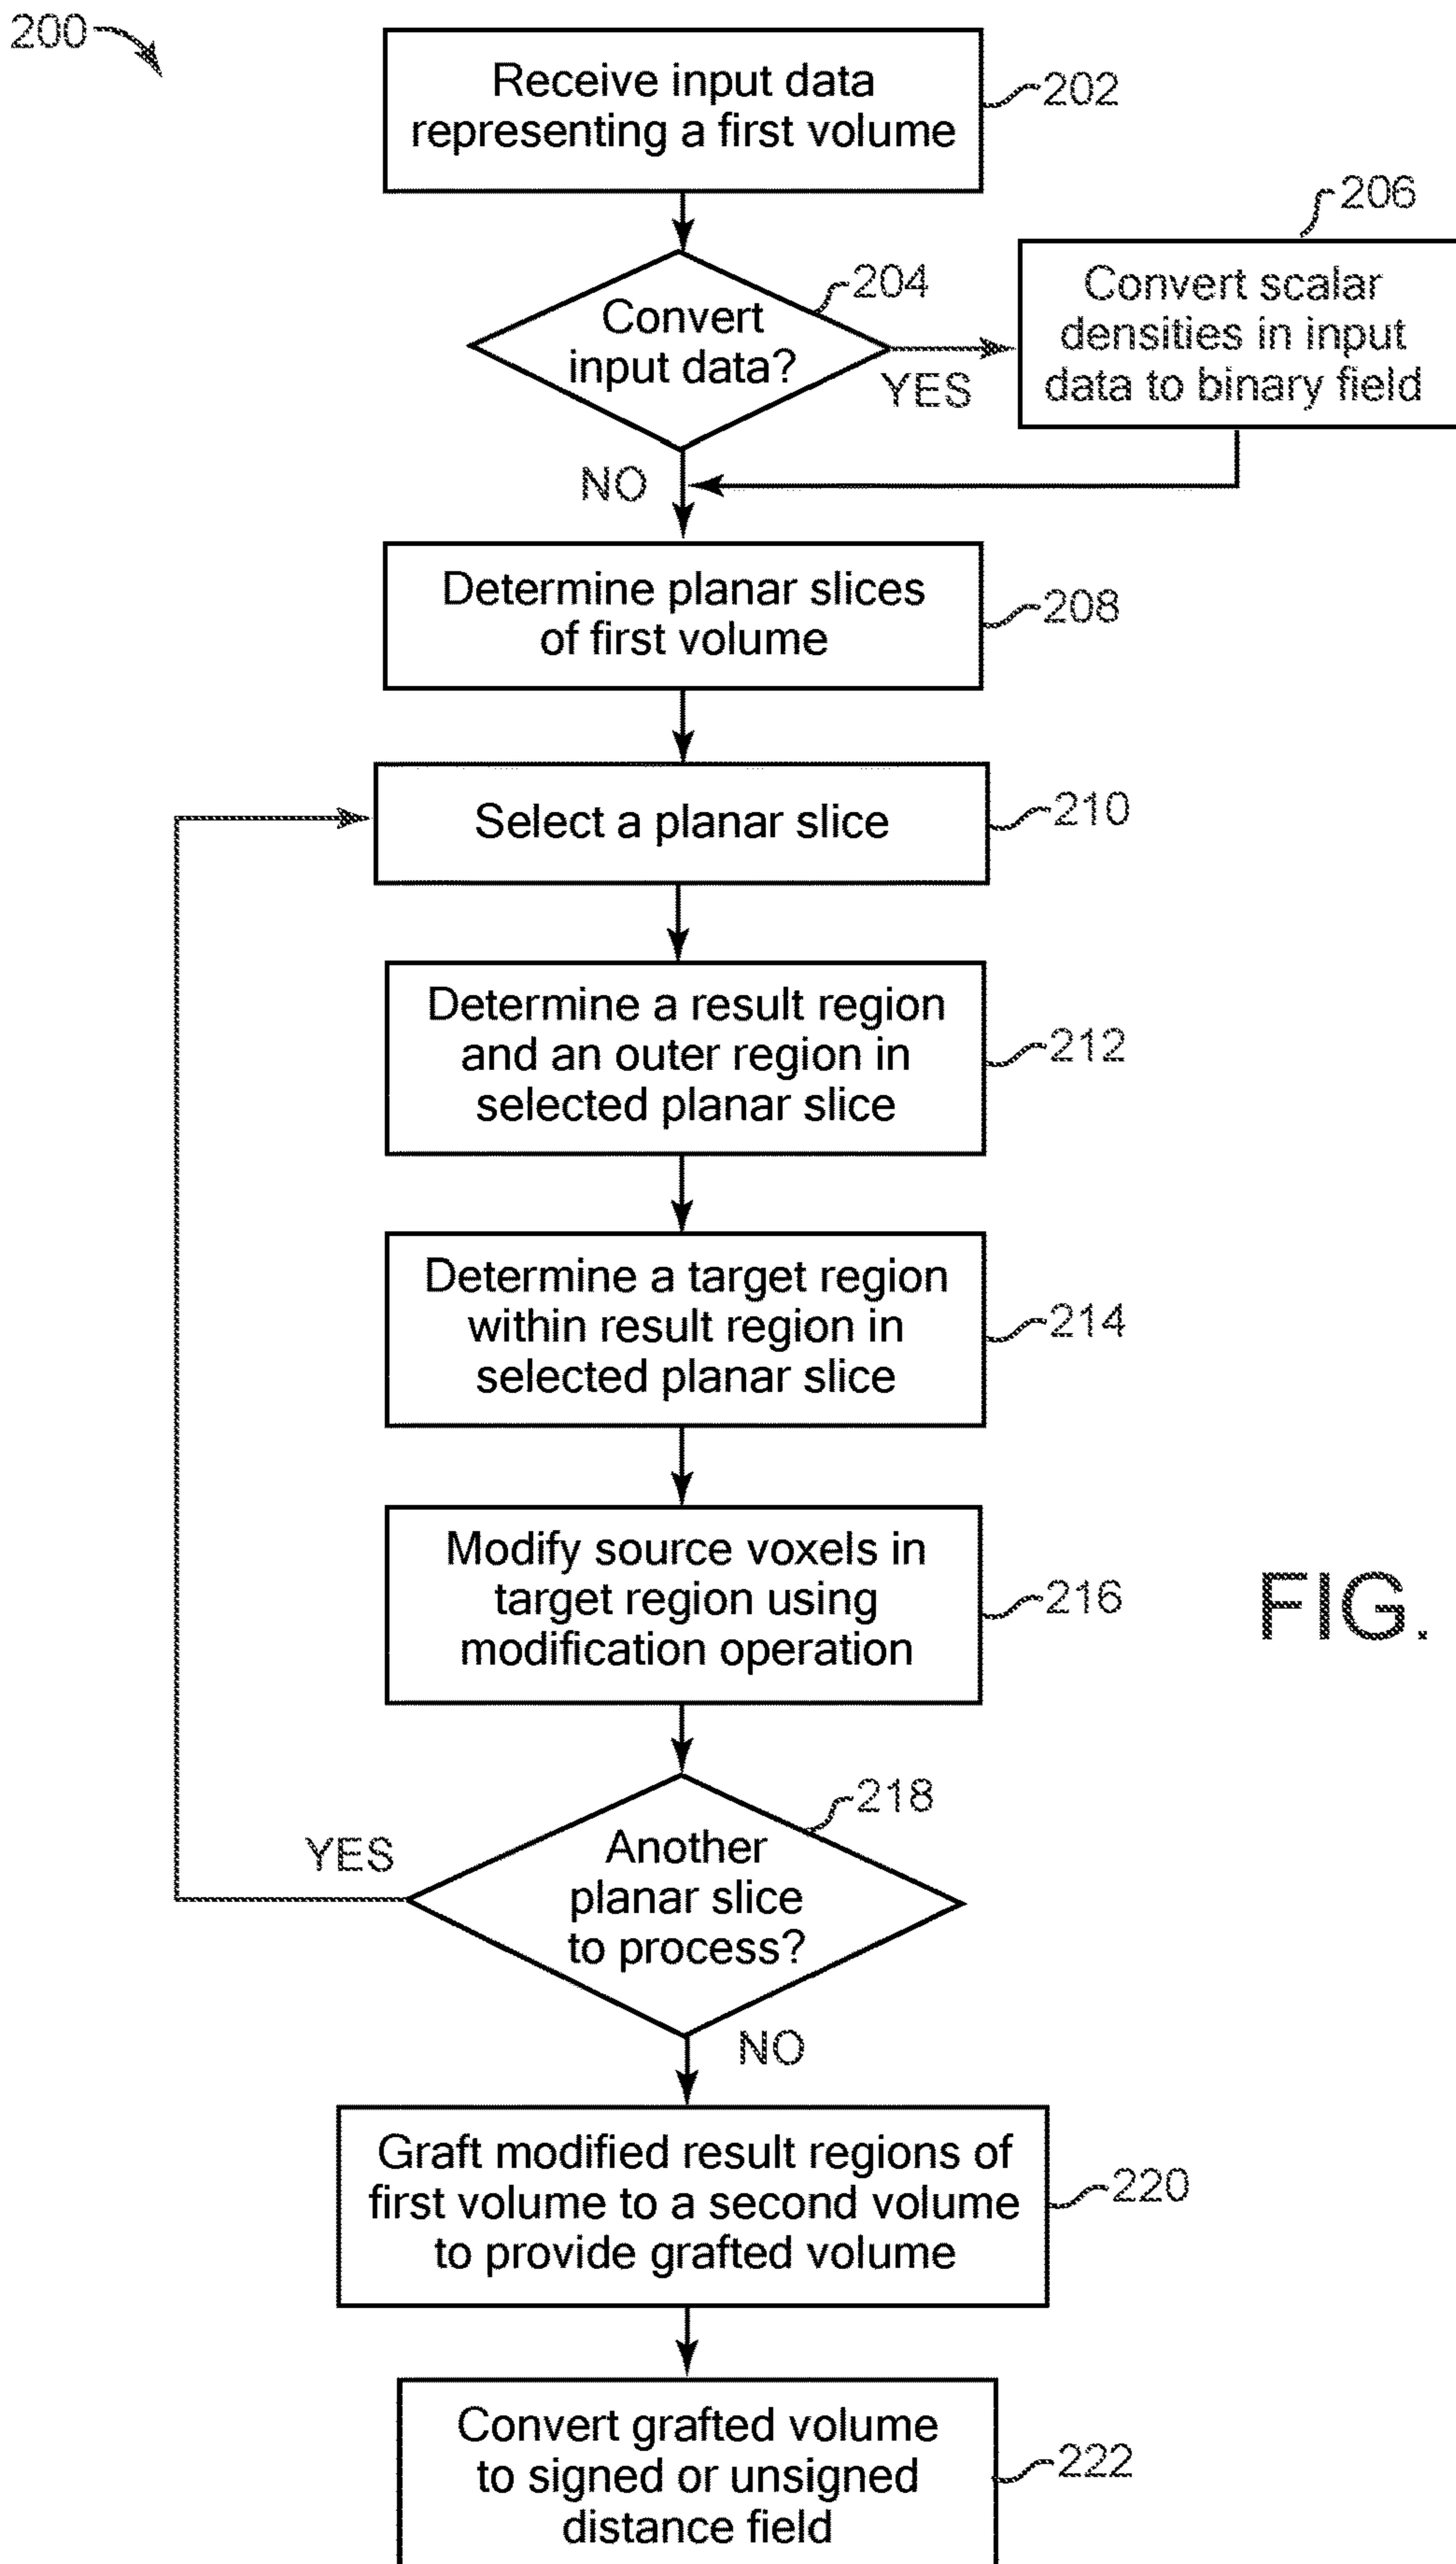 200
Receive input data
representing a first volume
202
Convert
input data?
204
YES
206
Convert scalar
densities in input
data to binary field
NO
Determine planar slices
of first volume
208
Select a planar slice
210
Determine a result region
and an outer region in
selected planar slice
212
Determine a target region
within result region in
selected planar slice
214
Modify source voxels in
target region using
modification operation
216
FIG.
Another
planar slice
to process?
218
YES
NO
Graft modified result regions of
first volume to a second volume
to provide grafted volume
220
Convert grafted volume
to signed or unsigned
distance field
222